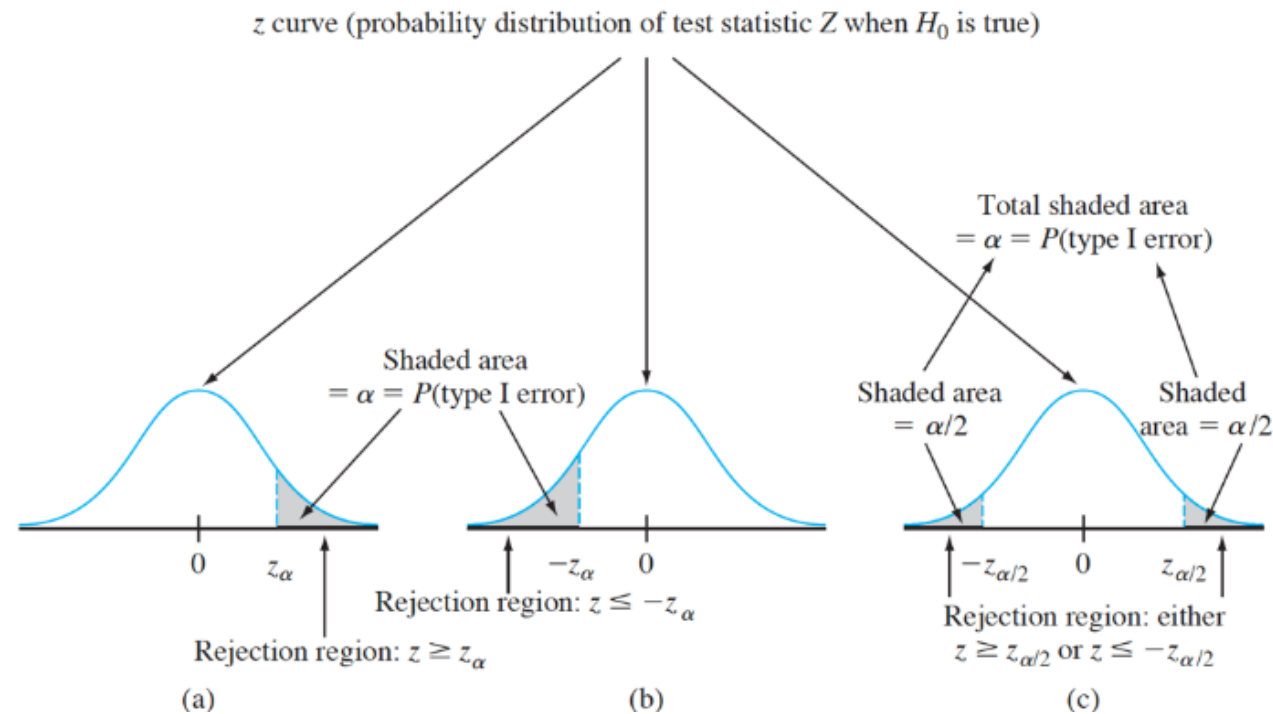 z curve (probability distribution of test statistic Z when H₀ is true)
Total shaded area
= α = P(type I error)
Shaded area
= α = P(type I error)
Shaded area
= α/2
Shaded
area = α/2
0
zα
−zα
0
−zα/2
0
zα/2
Rejection region: z ≤ −zα
Rejection region: z ≥ zα
Rejection region: either
z ≥ zα/2 or z ≤ −zα/2
(a)
(b)
(c)